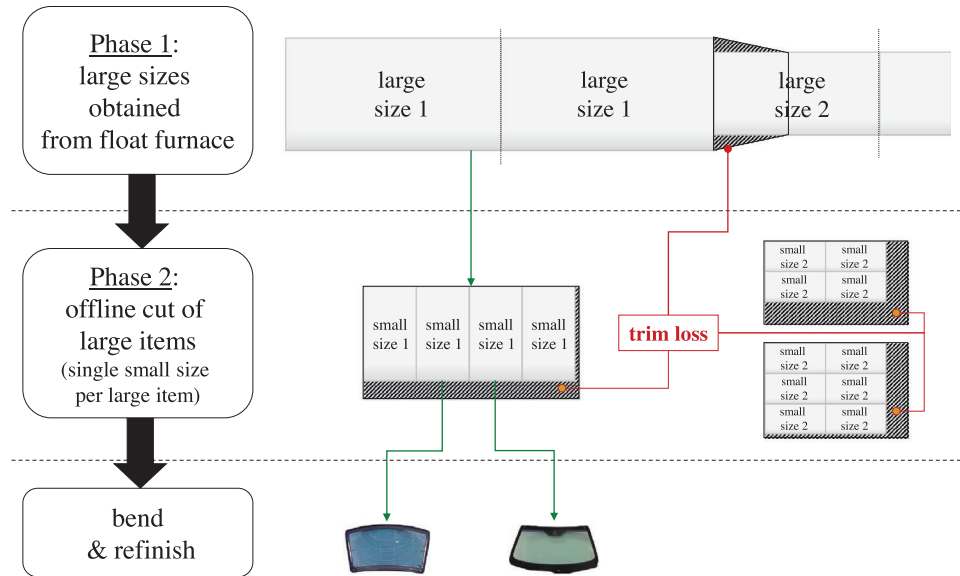 Phase 1:
large sizes
obtained
from float furnace
large
size 1
large
size 1
large
size 2
Phase 2:
offline cut of
large items
(single small size
per large item)
small
size 1
small
size 1
small
size 1
small
size 1
trim loss
small
size 2
small
size 2
small
size 2
small
size 2
small
size 2
small
size 2
small
size 2
small
size 2
small
size 2
small
size 2
bend
& refinish